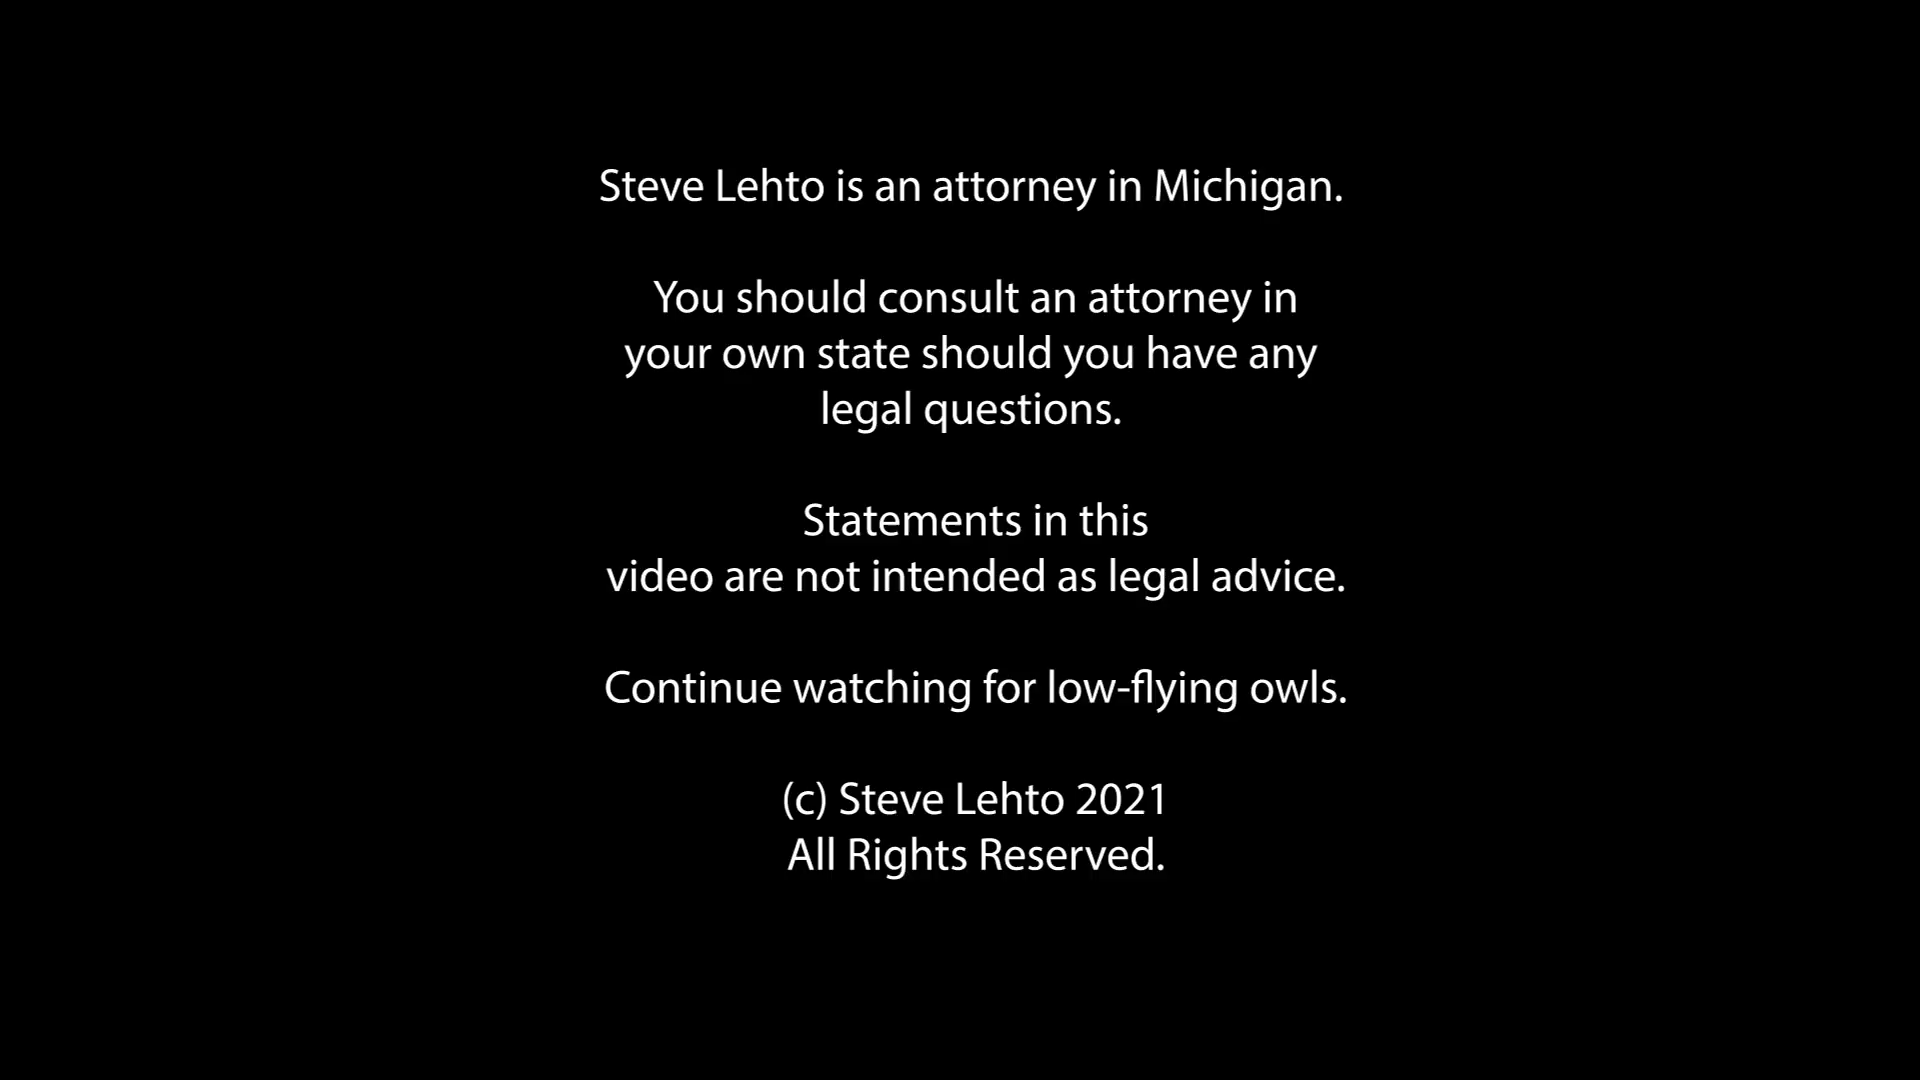 Steve Lehto is an attorney in Michigan.
You should consult an attorney in
your own state should you have any
legal questions.
Statements in this
video are not intended as legal advice.
Continue watching for low-flying owls.
(c) Steve Lehto 2021
All Rights Reserved.